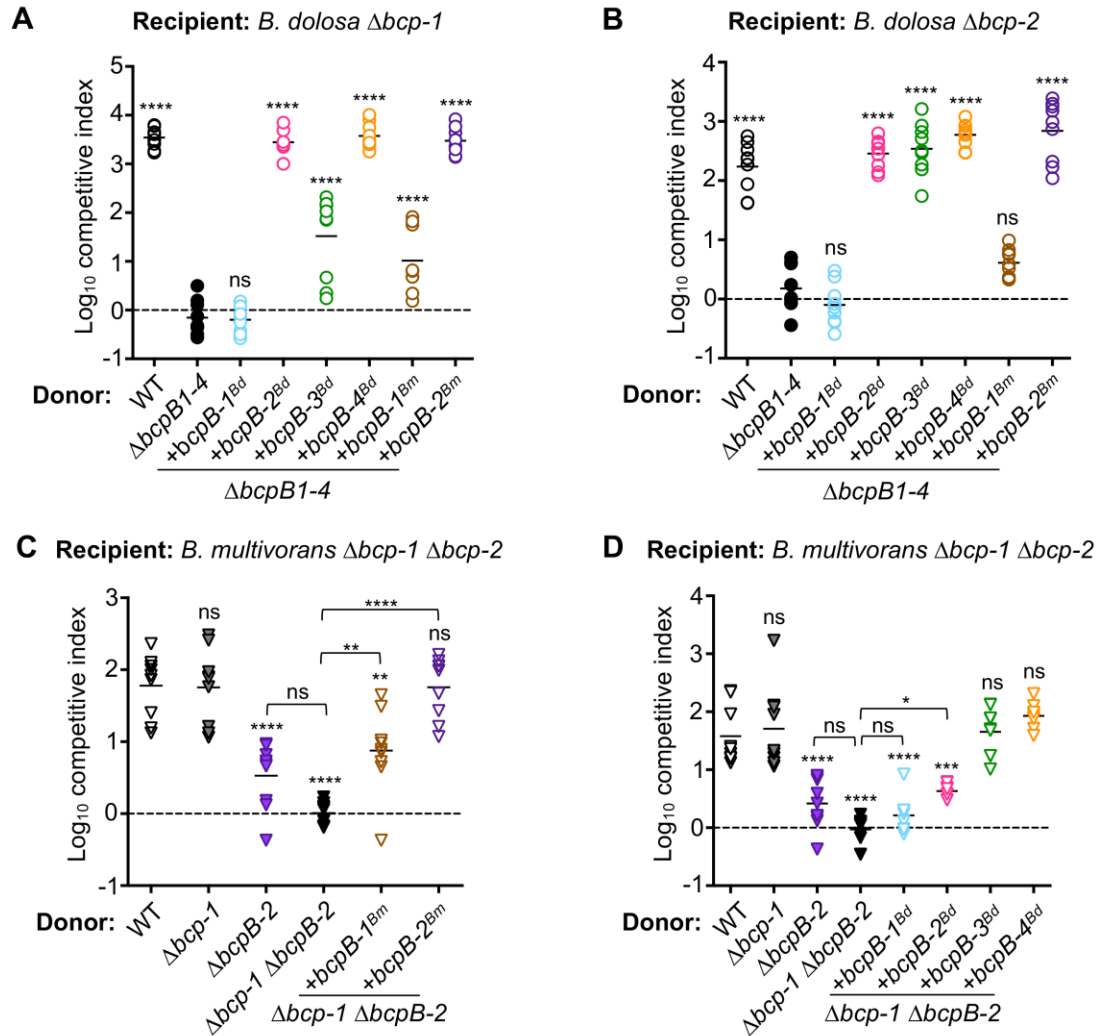 A Recipient: B. dolosa Δbcp-1
Log10 competitive index
5
4
3
2
1
0
-1
****
****
****
****
****
****
ns
Donor:
WT
ΔbcpB1-4
+bcpB-1Bd
+bcpB-2Bd
+bcpB-3Bd
+bcpB-4Bd
+bcpB-1Bm
+bcpB-2Bm
ΔbcpB1-4
B Recipient: B. dolosa Δbcp-2
Log10 competitive index
4
3
2
1
0
-1
****
ns
****
****
****
ns
****
Donor:
WT
ΔbcpB1-4
+bcpB-1Bd
+bcpB-2Bd
+bcpB-3Bd
+bcpB-4Bd
+bcpB-1Bm
+bcpB-2Bm
ΔbcpB1-4
C Recipient: B. multivorans Δbcp-1 Δbcp-2
Log10 competitive index
3
2
1
0
-1
ns
****
ns
****
**
**
****
ns
Donor:
WT
Δbcp-1
ΔbcpB-2
Δbcp-1 ΔbcpB-2
+bcpB-1Bm
+bcpB-2Bm
Δbcp-1 ΔbcpB-2
D Recipient: B. multivorans Δbcp-1 Δbcp-2
Log10 competitive index
4
3
2
1
0
-1
ns
****
ns
****
ns
****
*
***
ns
ns
Donor:
WT
Δbcp-1
ΔbcpB-2
Δbcp-1 ΔbcpB-2
+bcpB-1Bd
+bcpB-2Bd
+bcpB-3Bd
+bcpB-4Bd
Δbcp-1 ΔbcpB-2